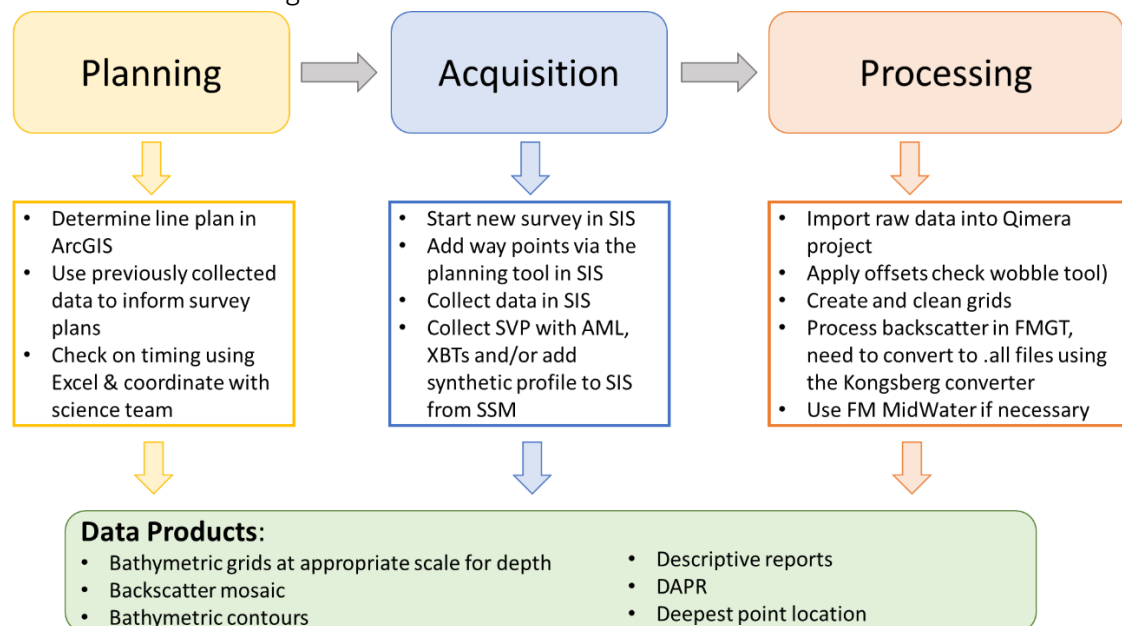 Planning
Acquisition
Processing
• Determine line plan in
ArcGIS
• Use previously collected
data to inform survey
plans
• Check on timing using
Excel & coordinate with
science team
• Start new survey in SIS
• Add way points via the
planning tool in SIS
• Collect data in SIS
• Collect SVP with AML,
XBTs and/or add
synthetic profile to SIS
from SSM
• Import raw data into Qimera
project
• Apply offsets check wobble tool)
• Create and clean grids
• Process backscatter in FMGT,
need to convert to .all files using
the Kongsberg converter
• Use FM MidWater if necessary
Data Products:
• Bathymetric grids at appropriate scale for depth
• Backscatter mosaic
• Bathymetric contours
• Descriptive reports
• DAPR
• Deepest point location